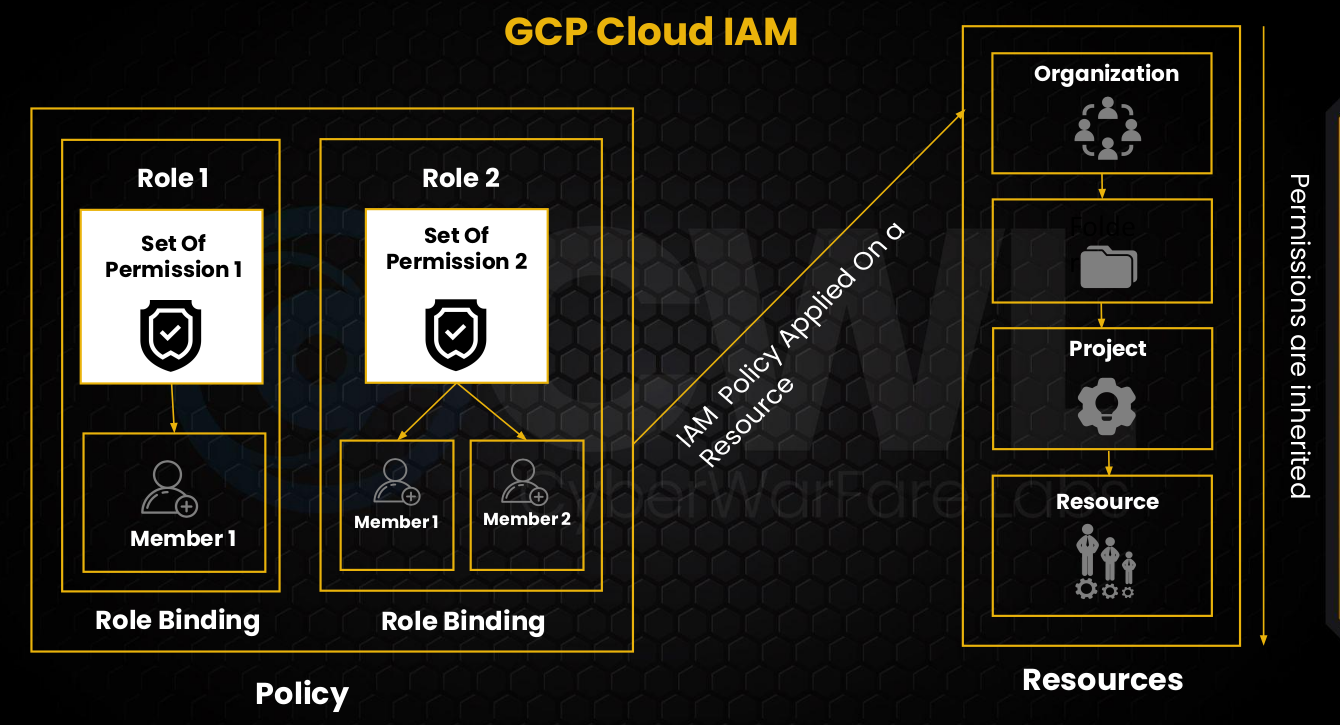 GCP Cloud IAM
Role 1
Set Of
Permission 1
Member 1
Role Binding
Role 2
Set Of
Permission 2
Member 1
Member 2
Role Binding
Policy
IAM Policy Applied On a
Resource
Organization
Project
Resource
Resources
Permissions are inherited
CW
CyberWarFare Labs